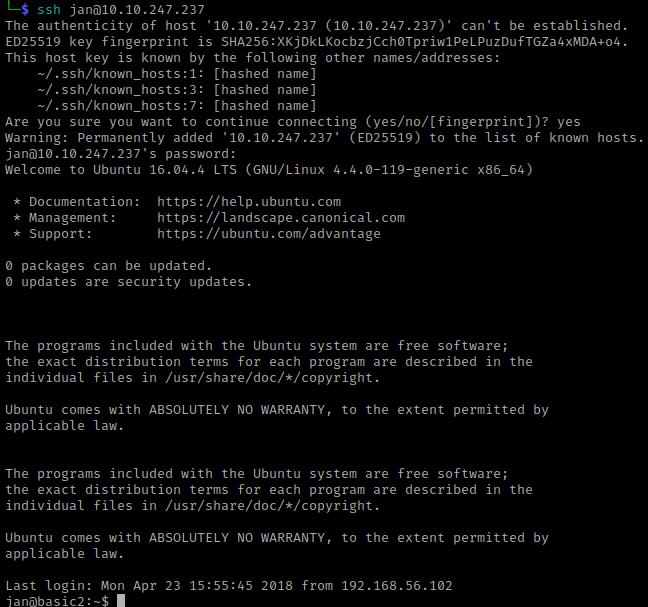 └─$ ssh jan@10.10.247.237
The authenticity of host '10.10.247.237 (10.10.247.237)' can't be established.
ED25519 key fingerprint is SHA256:XKjDkLKocbzjCch0Tpriw1PeLPuzDufTGZa4xMDA+o4.
This host key is known by the following other names/addresses:
    ~/.ssh/known_hosts:1: [hashed name]
    ~/.ssh/known_hosts:3: [hashed name]
    ~/.ssh/known_hosts:7: [hashed name]
Are you sure you want to continue connecting (yes/no/[fingerprint])? yes
Warning: Permanently added '10.10.247.237' (ED25519) to the list of known hosts.
jan@10.10.247.237's password:
Welcome to Ubuntu 16.04.4 LTS (GNU/Linux 4.4.0-119-generic x86_64)

 * Documentation:  https://help.ubuntu.com
 * Management:     https://landscape.canonical.com
 * Support:        https://ubuntu.com/advantage

0 packages can be updated.
0 updates are security updates.

The programs included with the Ubuntu system are free software;
the exact distribution terms for each program are described in the
individual files in /usr/share/doc/*/copyright.

Ubuntu comes with ABSOLUTELY NO WARRANTY, to the extent permitted by
applicable law.

The programs included with the Ubuntu system are free software;
the exact distribution terms for each program are described in the
individual files in /usr/share/doc/*/copyright.

Ubuntu comes with ABSOLUTELY NO WARRANTY, to the extent permitted by
applicable law.

Last login: Mon Apr 23 15:55:45 2018 from 192.168.56.102
jan@basic2:~$